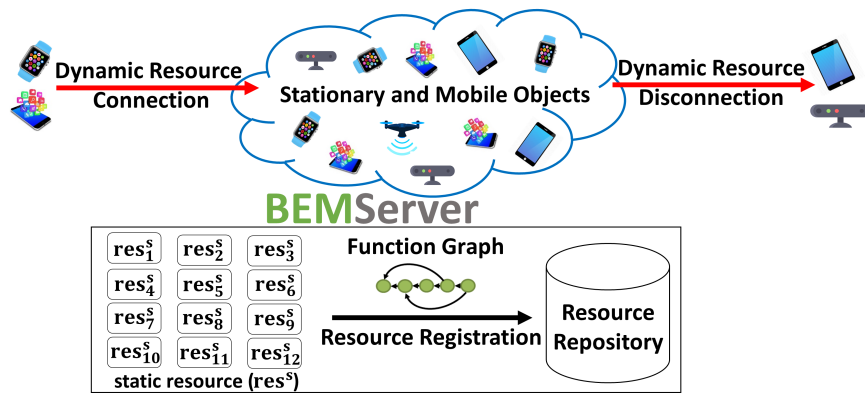 Dynamic Resource
Connection
Stationary and Mobile Objects
Dynamic Resource
Disconnection
BEMServer
res₁ˢ res₂ˢ res₃ˢ
res₄ˢ res₅ˢ res₆ˢ
res₇ˢ res₈ˢ res₉ˢ
res₁₀ˢ res₁₁ˢ res₁₂ˢ
static resource (resˢ)
Function Graph
Resource Registration
Resource
Repository